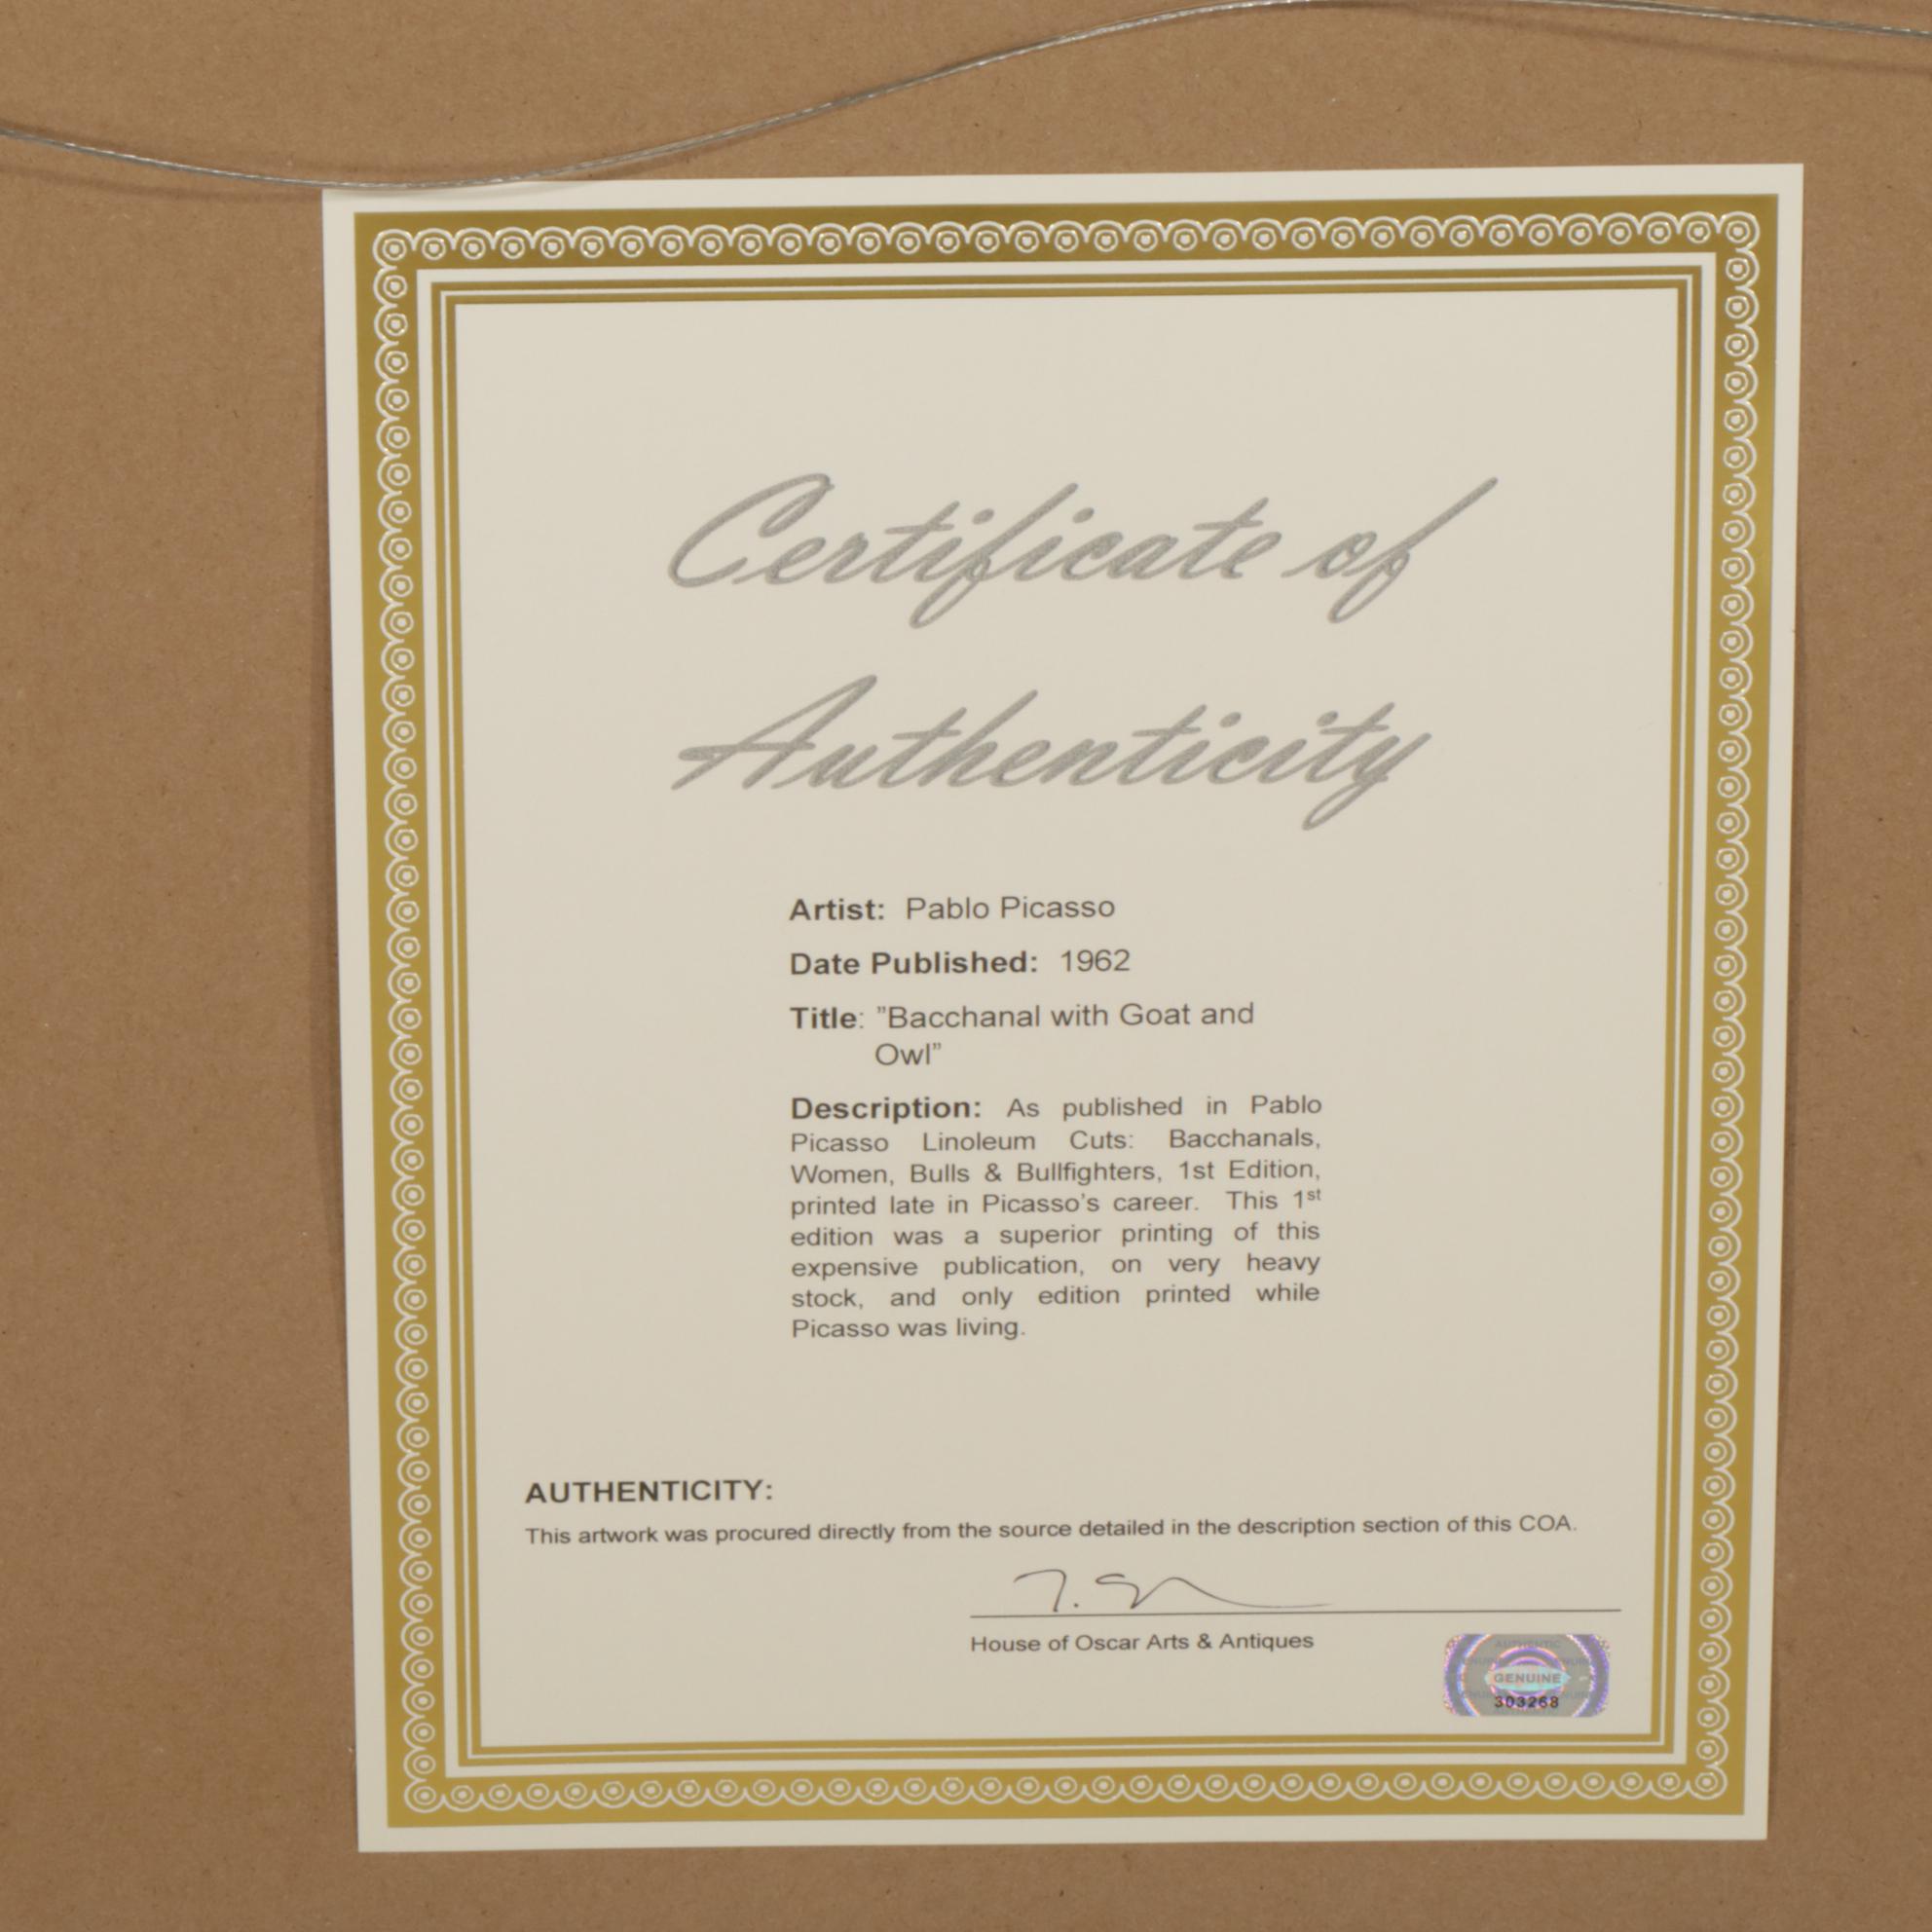 Certificate of
Authenticity
Artist: Pablo Picasso
Date Published: 1962
Title: ”Bacchanal with Goat and
Owl”
Description: As published in Pablo
Picasso Linoleum Cuts: Bacchanals,
Women, Bulls & Bullfighters, 1st Edition,
printed late in Picasso’s career. This 1st
edition was a superior printing of this
expensive publication, on very heavy
stock, and only edition printed while
Picasso was living.
AUTHENTICITY:
This artwork was procured directly from the source detailed in the description section of this COA.
House of Oscar Arts & Antiques
AUTHENTIC
GENUINE
303268